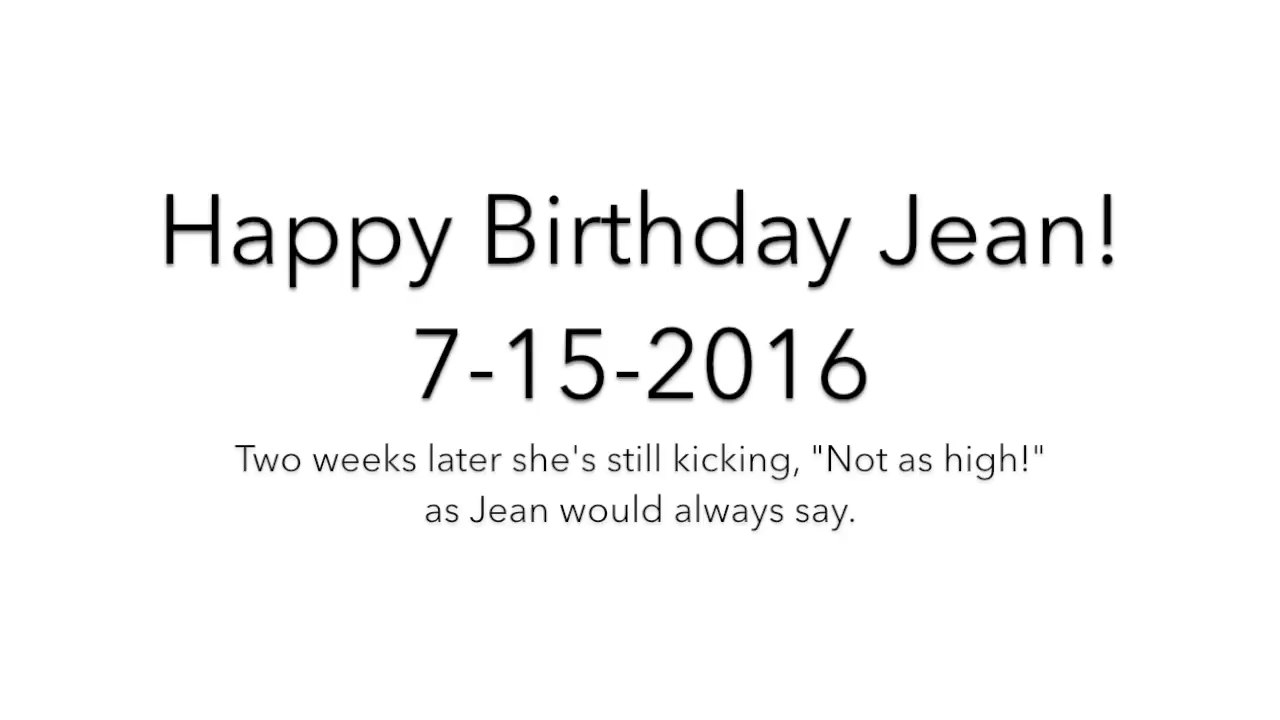 Happy Birthday Jean!
7-15-2016
Two weeks later she's still kicking, "Not as high!"
as Jean would always say.